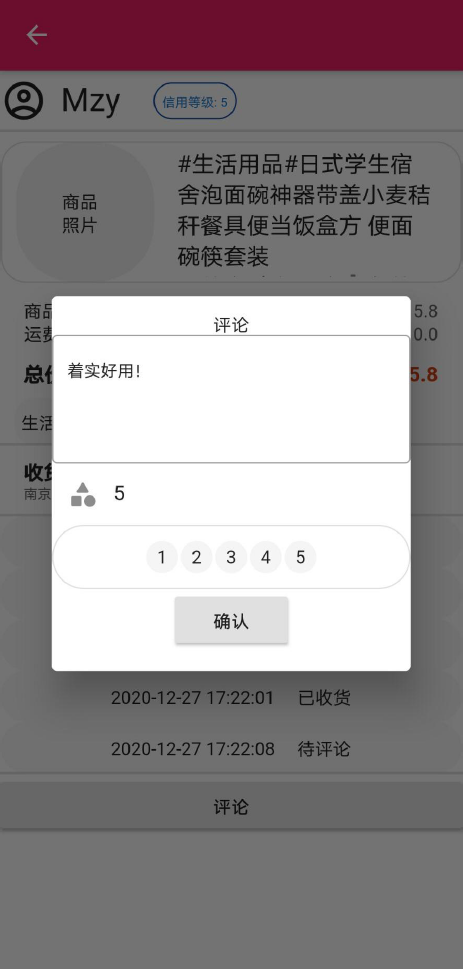 Mzy
信用等级: 5
商品
照片
#生活用品#日式学生宿
舍泡面碗神器带盖小麦秸
秆餐具便当饭盒方 便面
碗筷套装
商品
5.8
运费
0.0
总价
5.8
评论
着实好用！
生活
收货
南京
5
1 2 3 4 5
确认
2020-12-27 17:22:01 已收货
2020-12-27 17:22:08 待评论
评论